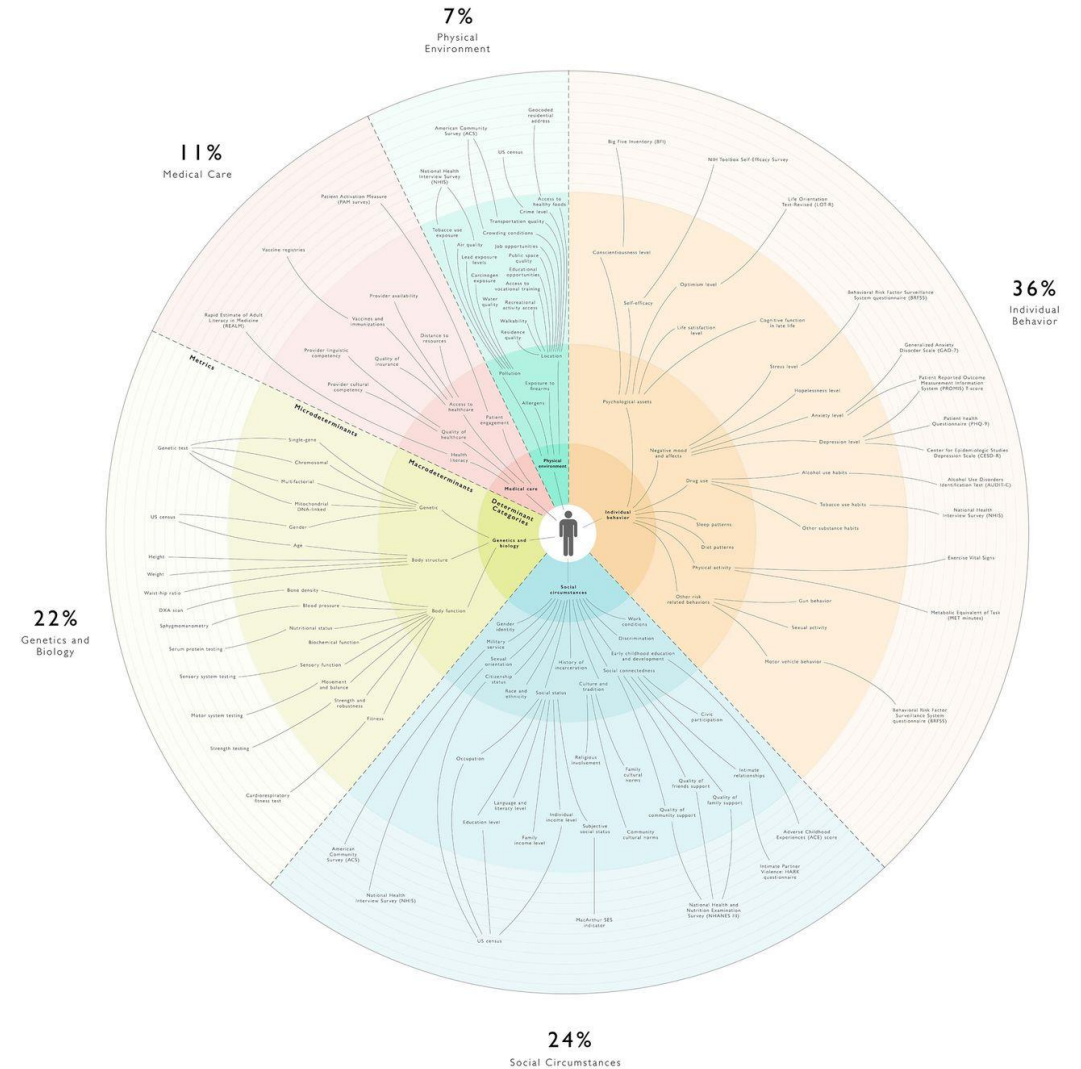 7%
Physical
Environment
11%
Medical Care
36%
Individual
Behavior
22%
Genetics and
Biology
24%
Social Circumstances
Geocoded
residential
address
American Community
Survey (ACS)
US census
National Health
Interview Survey
(NHIS)
Access to
healthy foods
Crime level
Transportation quality
Tobacco use
exposure
Crowding conditions
Air quality
Job opportunities
Lead exposure
levels
Public space
quality
Carcinogen
exposure
Educational
opportunities
Access to
vocational training
Water
quality
Recreational
activity access
Walkability
Residence
quality
Location
Pollution
Exposure to
firearms
Allergens
Physical
environment
Patient Activation Measure
(PAM survey)
Vaccine registries
Rapid Estimate of Adult
Literacy in Medicine
(REALM)
Provider availability
Vaccines and
immunizations
Distance to
resources
Provider linguistic
competency
Quality of
insurance
Provider cultural
competency
Access to
healthcare
Patient
engagement
Quality of
healthcare
Health
literacy
Medical care
Metrics
Microdeterminants
Macrodeterminants
Determinant
Categories
Big Five Inventory (BFI)
NIH Toolbox Self-Efficacy Survey
Life Orientation
Test-Revised (LOT-R)
Conscientiousness level
Optimism level
Self-efficacy
Behavioral Risk Factor Surveillance
System questionnaire (BRFSS)
Life satisfaction
level
Cognitive function
in late life
Generalized Anxiety
Disorder Scale (GAD-7)
Stress level
Patient Reported Outcome
Measurement Information
System (PROMIS) T-score
Hopelessness level
Psychological assets
Anxiety level
Patient health
Questionnaire (PHQ-9)
Depression level
Center for Epidemiologic Studies
Depression Scale (CESD-R)
Negative mood
and affects
Alcohol use habits
Alcohol Use Disorders
Identification Test (AUDIT-C)
Drug use
Tobacco use habits
National Health
Interview Survey (NHIS)
Individual
behavior
Sleep patterns
Other substance habits
Diet patterns
Exercise Vital Signs
Physical activity
Other risk
related behaviors
Gun behavior
Metabolic Equivalent of Task
(MET minutes)
Sexual activity
Motor vehicle behavior
Behavioral Risk Factor
Surveillance System
questionnaire (BRFSS)
Genetic test
Single-gene
Chromosomal
Multifactorial
Mitochondrial
DNA-linked
Genetic
US census
Gender
Age
Genetics and
biology
Height
Body structure
Weight
Waist-hip ratio
Bone density
DXA scan
Blood pressure
Body function
Sphygmomanometry
Nutritional status
Serum protein testing
Biochemical function
Sensory function
Sensory system testing
Movement
and balance
Strength and
robustness
Motor system testing
Fitness
Strength testing
Cardiorespiratory
fitness test
Social
circumstances
Gender
identity
Work
conditions
Military
service
Discrimination
Sexual
orientation
Early childhood education
and development
History of
incarceration
Social connectedness
Citizenship
status
Race and
ethnicity
Social status
Culture and
tradition
Civic
participation
Occupation
Religious
involvement
Family
cultural
norms
Intimate
relationships
Quality of
friends support
Quality of
family support
Language and
literacy level
Individual
income level
Quality of
community support
Education level
Subjective
social status
Community
cultural norms
Family
income level
Adverse Childhood
Experiences (ACE) score
American
Community
Survey (ACS)
Intimate Partner
Violence: HARK
questionnaire
National Health
Interview Survey (NHIS)
National Health and
Nutrition Examination
Survey (NHANES III)
MacArthur SES
indicator
US census